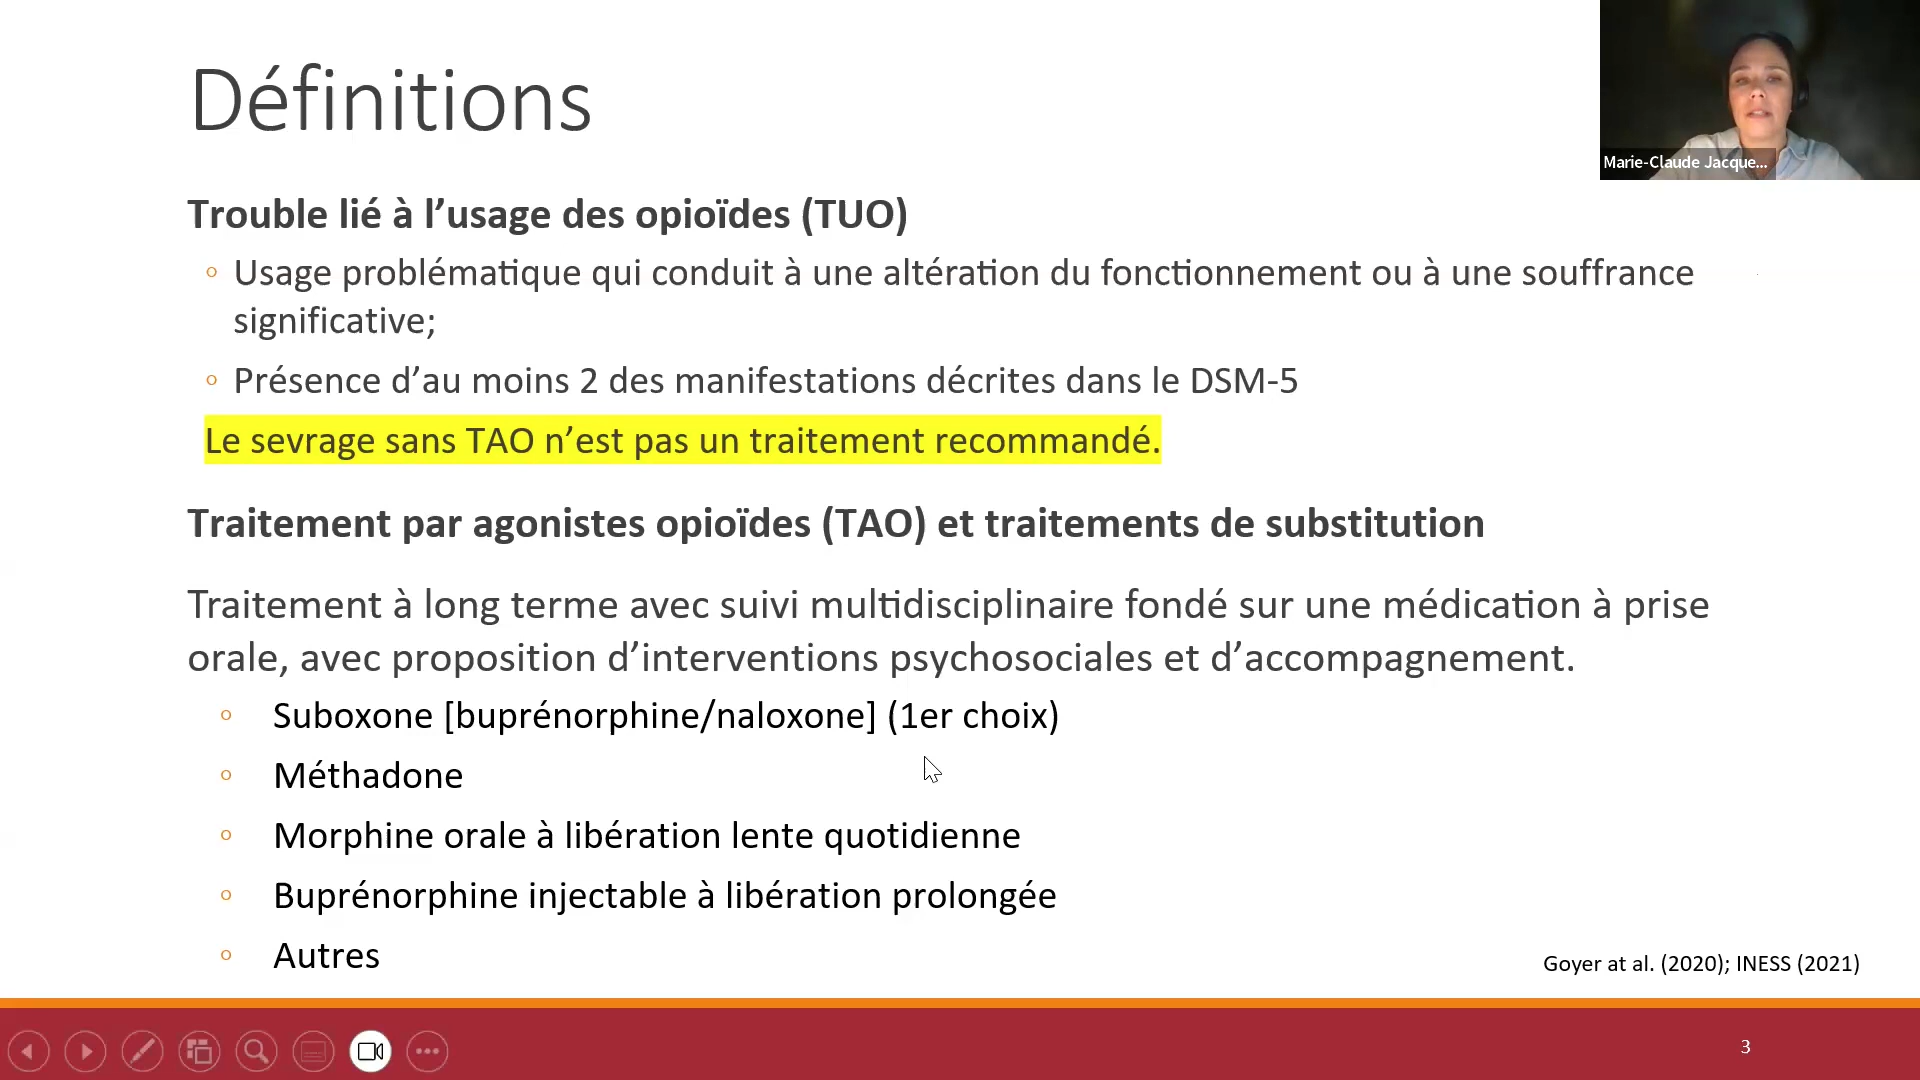 Définitions
Marie-Claude Jacque...
Trouble lié à l’usage des opioïdes (TUO)
Usage problématique qui conduit à une altération du fonctionnement ou à une souffrance
significative;
Présence d’au moins 2 des manifestations décrites dans le DSM-5
Le sevrage sans TAO n’est pas un traitement recommandé.
Traitement par agonistes opioïdes (TAO) et traitements de substitution
Traitement à long terme avec suivi multidisciplinaire fondé sur une médication à prise
orale, avec proposition d’interventions psychosociales et d’accompagnement.
Suboxone [buprénorphine/naloxone] (1er choix)
Méthadone
Morphine orale à libération lente quotidienne
Buprénorphine injectable à libération prolongée
Autres
Goyer at al. (2020); INESS (2021)
3